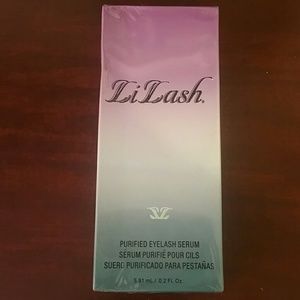 LiLash®
PURIFIED EYELASH SERUM
SÉRUM PURIFIÉ POUR CILS
SUERO PURIFICADO PARA PESTAÑAS
5.91 mL / 0.2 Fl. Oz